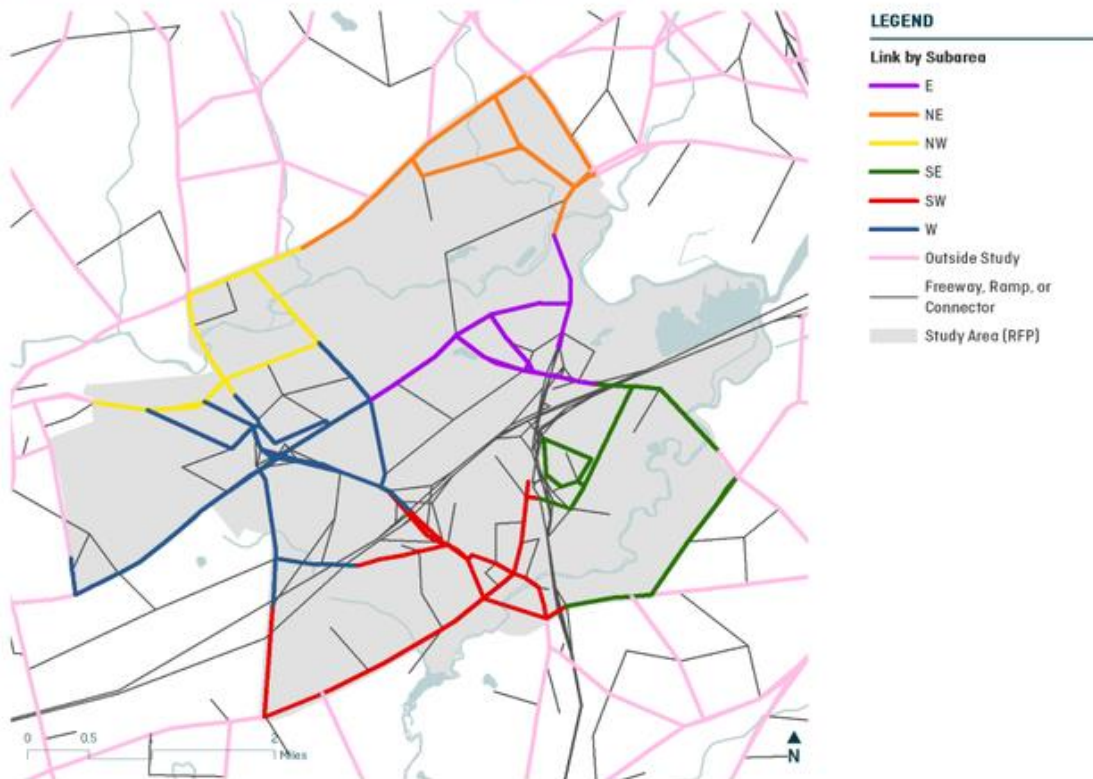 LEGEND
Link by Subarea
E
NE
NW
SE
SW
W
Outside Study
Freeway, Ramp, or
Connector
Study Area (RFP)
0 0.5 2
Miles
N